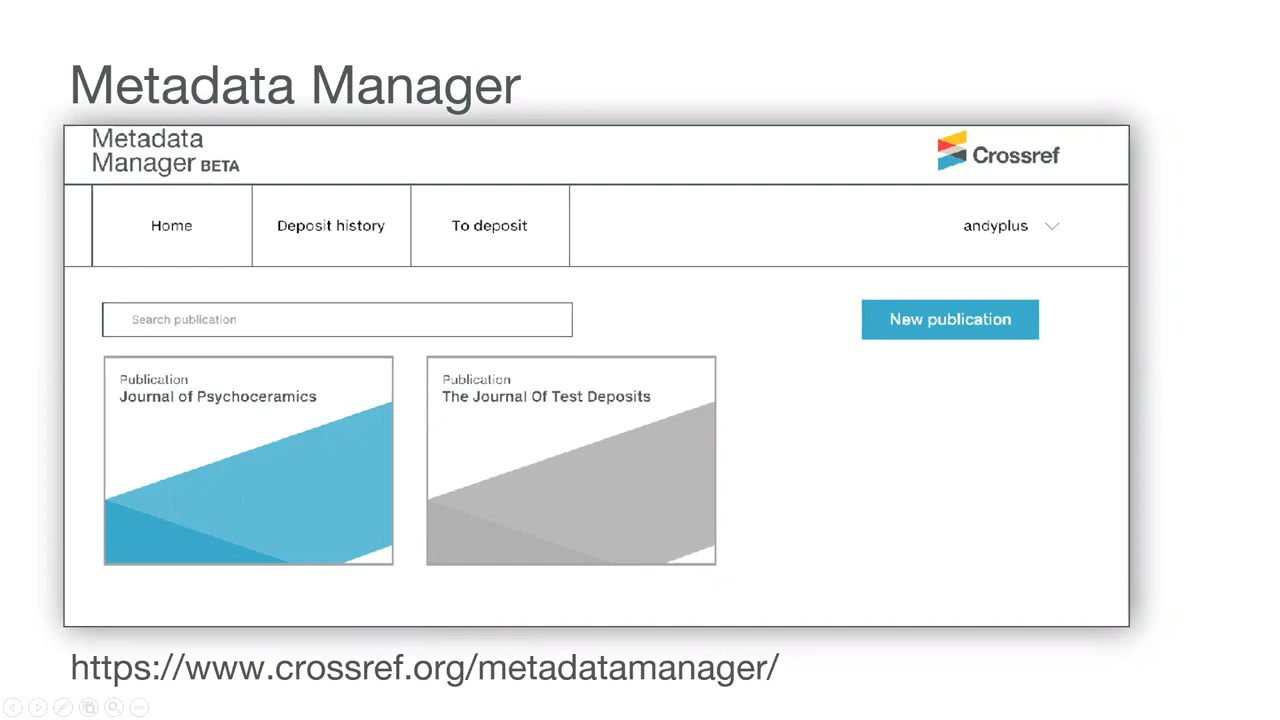 Metadata Manager
Metadata
Manager BETA
Crossref
Home
Deposit history
To deposit
andyplus
Search publication
New publication
Publication
Journal of Psychoceramics
Publication
The Journal Of Test Deposits
https://www.crossref.org/metadatamanager/